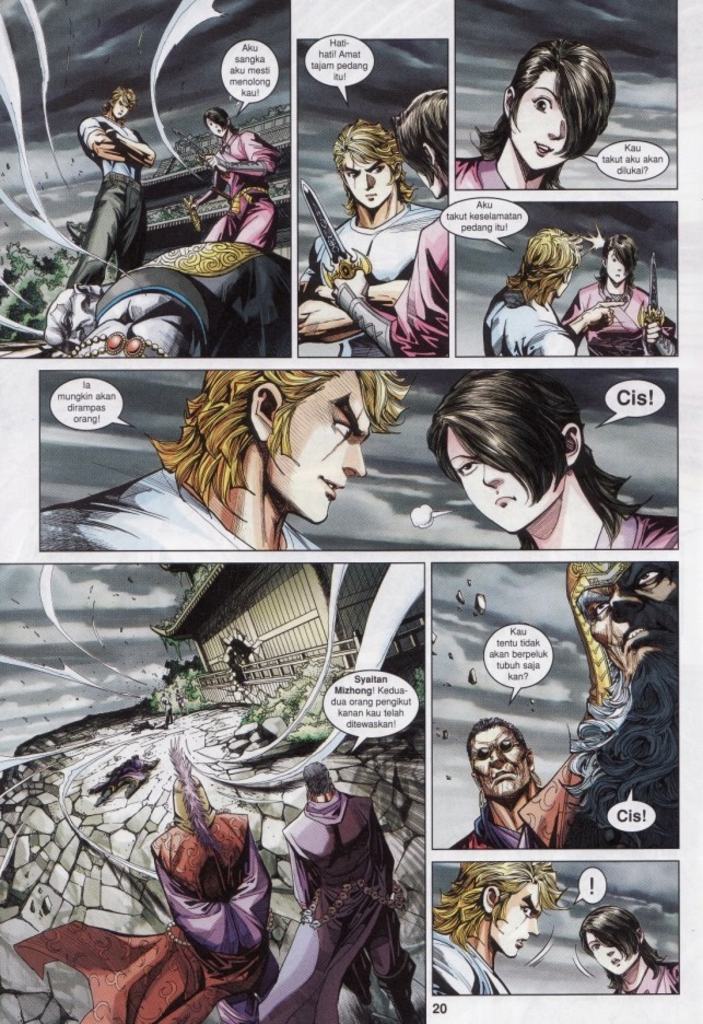 Aku
sangka
aku mesti
menolong
kau!
Hati-
hati! Amat
tajam pedang
itu!
Kau
takut aku akan
dilukai?
Aku
takut keselamatan
pedang itu!
Ia
mungkin akan
dirampas
orang!
Cis!
Syaitan
Mizhong! Kedua-
dua orang pengikut
kanan kau telah
ditewaskan!
Kau
tentu tidak
akan berpeluk
tubuh saja
kan?
Cis!
!
20